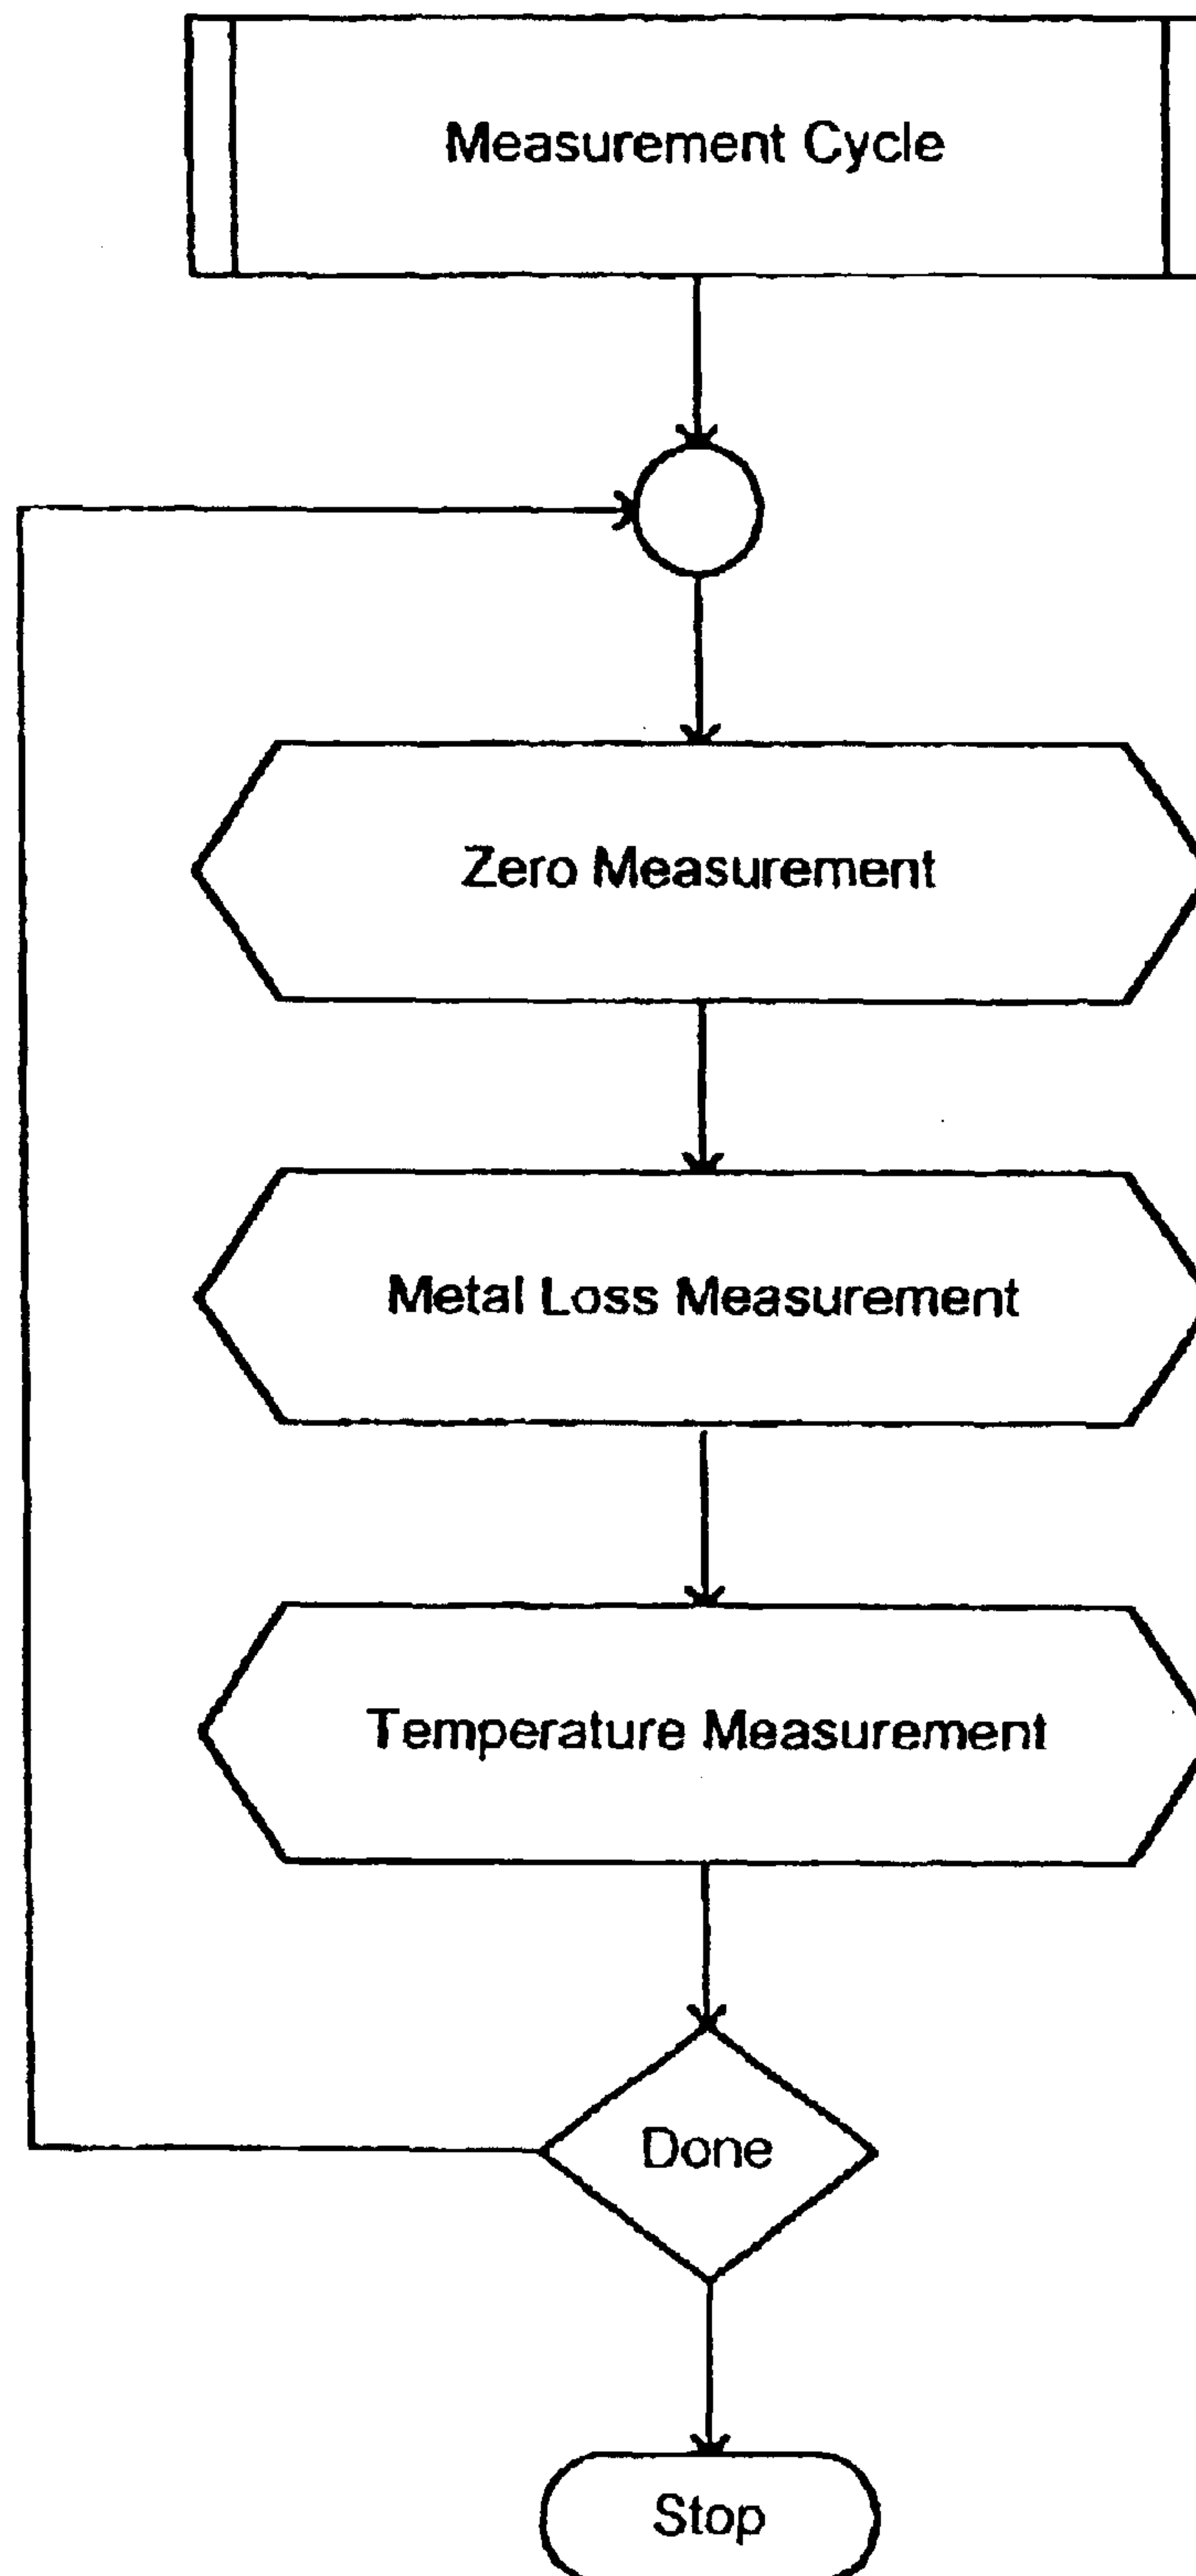 Measurement Cycle
Zero Measurement
Metal Loss Measurement
Temperature Measurement
Done
Stop